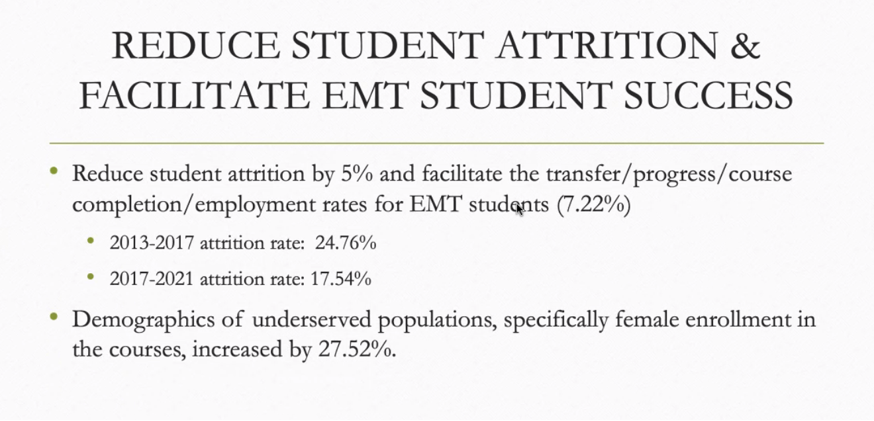 REDUCE STUDENT ATTRITION &
FACILITATE EMT STUDENT SUCCESS
• Reduce student attrition by 5% and facilitate the transfer/progress/course
completion/employment rates for EMT students (7.22%)
• 2013-2017 attrition rate:  24.76%
• 2017-2021 attrition rate: 17.54%
• Demographics of underserved populations, specifically female enrollment in
the courses, increased by 27.52%.